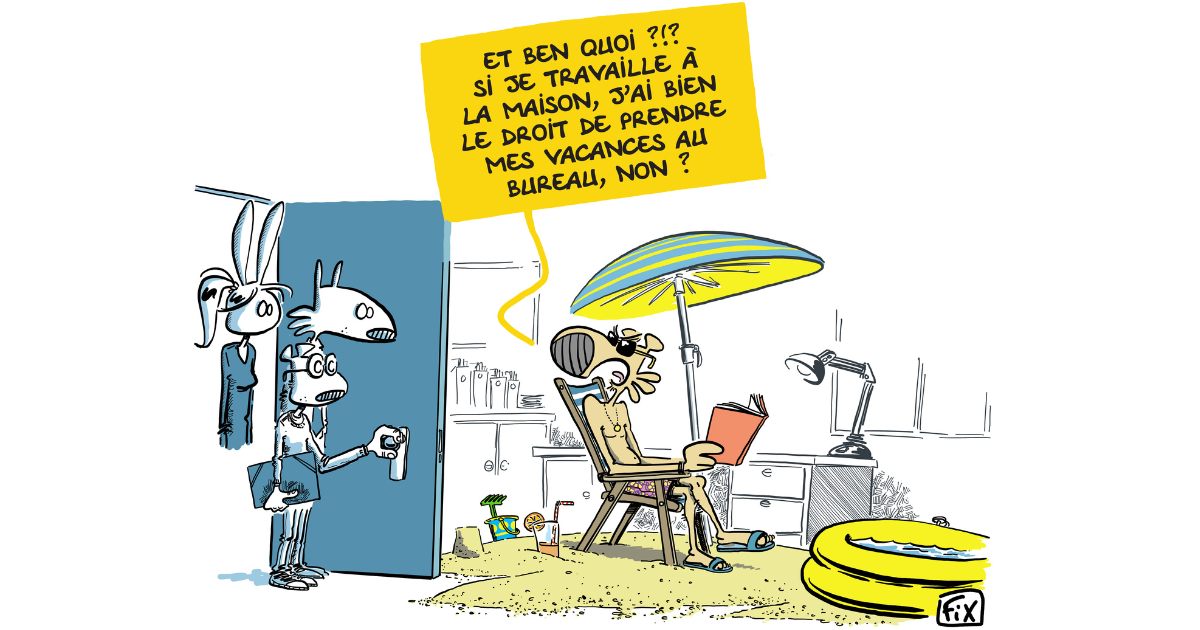 ET BEN QUOI ?!?
Si JE TRAVAiLLE À
LA MAiSON, J'Ai BiEN
LE DROiT DE PRENDRE
MES VACANCES AU
BUREAU, NON ?
FiX